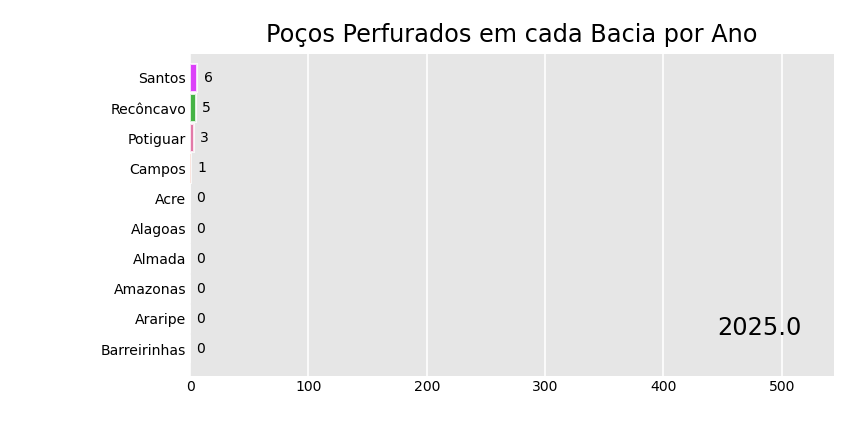 Poços Perfurados em cada Bacia por Ano
Santos 6
Recôncavo 5
Potiguar 3
Campos 1
Acre 0
Alagoas 0
Almada 0
Amazonas 0
Araripe 0
2025.0
Barreirinhas 0
0 100 200 300 400 500